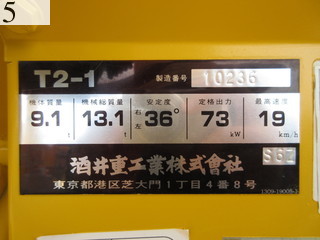 5
T2-1 製造番号 10236
機体質量 機械総質量 安定度 定格出力 最高速度
9.1 t 13.1 t 右左 36° 73 kW 19 km/h
酒井重工業株式會社
東京都港区芝大門1丁目4番8号